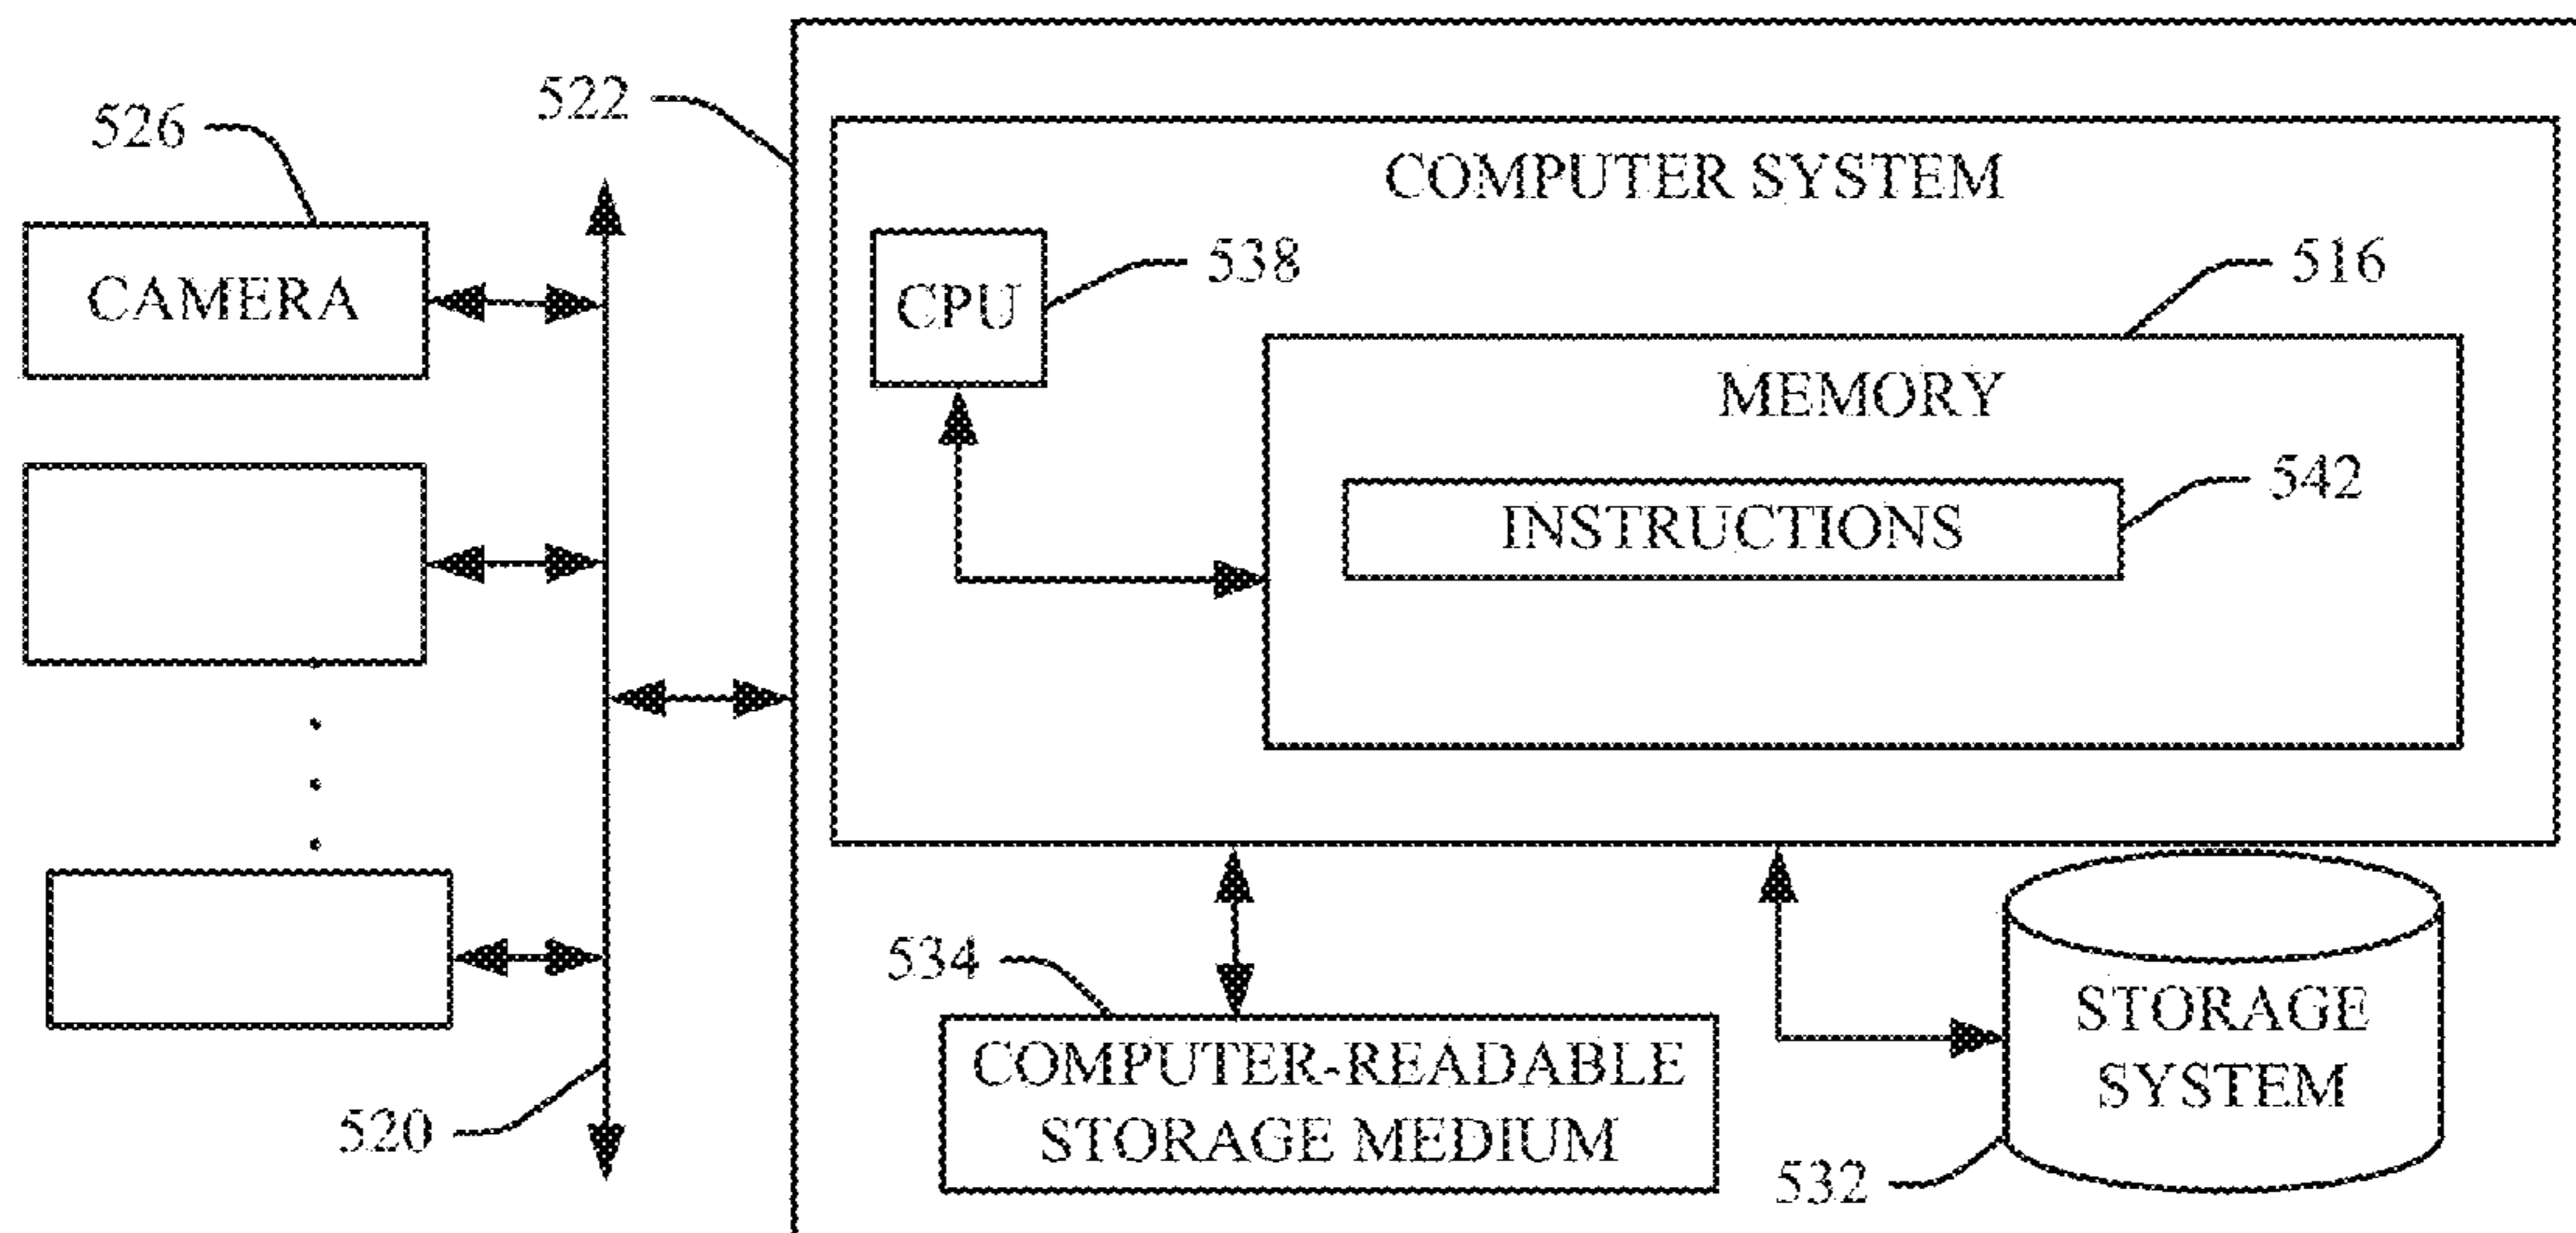 526
522
COMPUTER SYSTEM
CAMERA
CPU
538
516
MEMORY
INSTRUCTIONS
542
534
COMPUTER-READABLE
STORAGE MEDIUM
STORAGE
SYSTEM
520
532